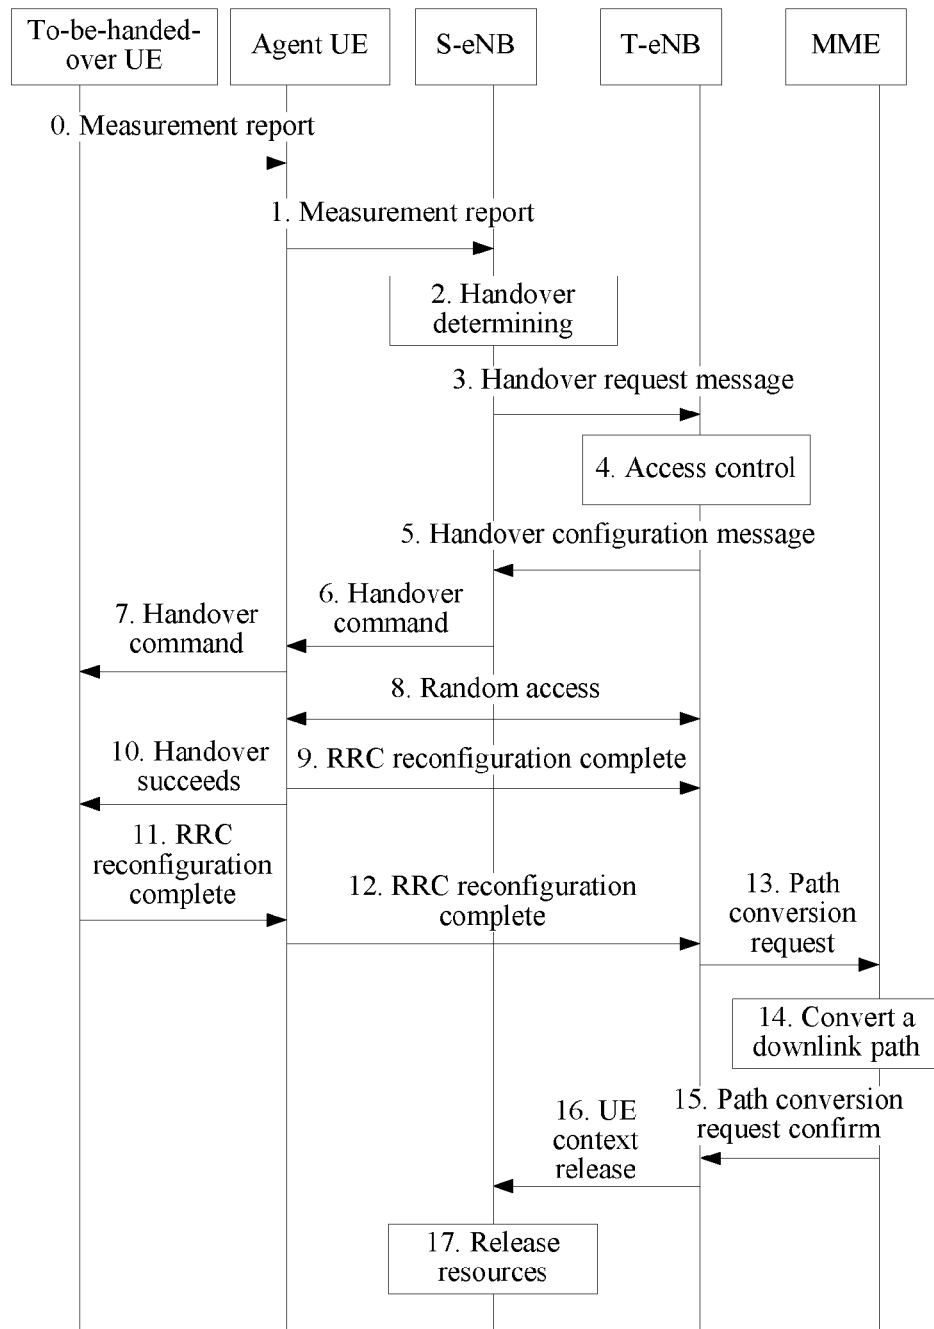 To-be-handed-
over UE
Agent UE
S-eNB
T-eNB
MME
0. Measurement report
1. Measurement report
2. Handover
determining
3. Handover request message
4. Access control
5. Handover configuration message
6. Handover
command
7. Handover
command
8. Random access
9. RRC reconfiguration complete
10. Handover
succeeds
11. RRC
reconfiguration
complete
12. RRC reconfiguration
complete
13. Path
conversion
request
14. Convert a
downlink path
15. Path conversion
request confirm
16. UE
context
release
17. Release
resources